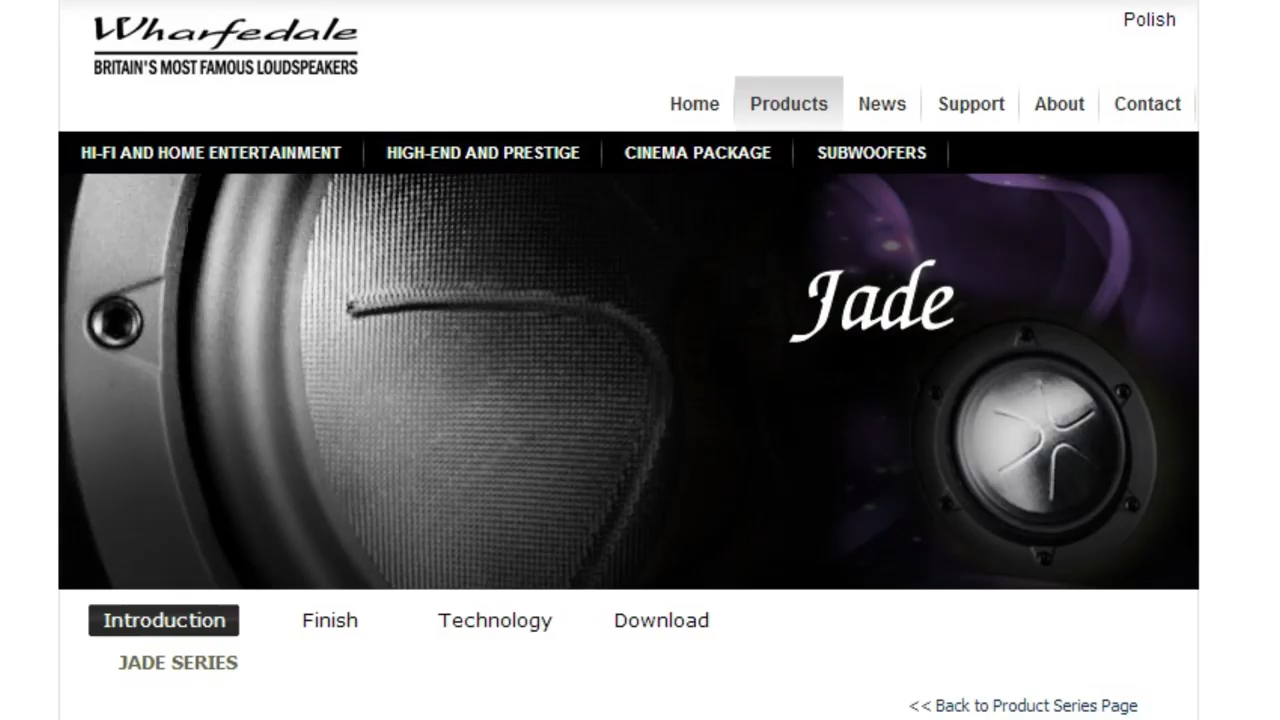 Wharfedale
BRITAIN'S MOST FAMOUS LOUDSPEAKERS
Polish
Home Products News Support About Contact
HI-FI AND HOME ENTERTAINMENT HIGH-END AND PRESTIGE CINEMA PACKAGE SUBWOOFERS
Jade
Introduction Finish Technology Download
JADE SERIES
<< Back to Product Series Page